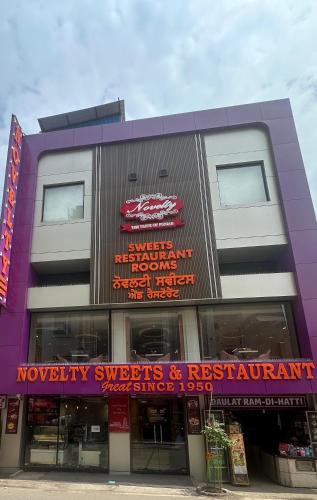 Novelty
THE TASTE OF PUNJAB
SWEETS
RESTAURANT
ROOMS
ਨੋਵਲਟੀ ਸਵੀਟਸ
ਐਂਡ ਰੈਸਟੋਰੈਂਟ
NOVELTY SWEETS & RESTAURANT
Great SINCE 1950
DAULAT RAM-DI-HATTI